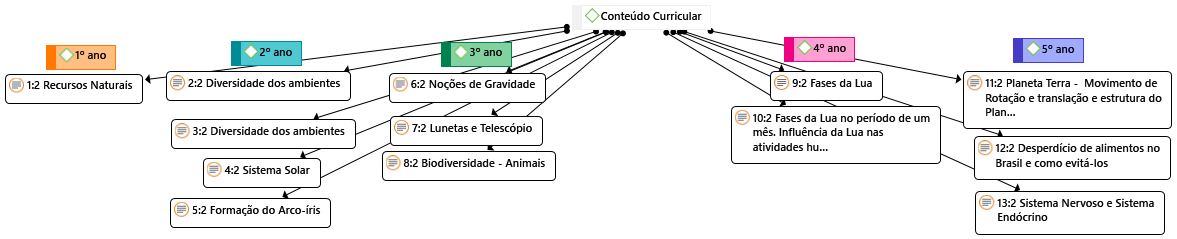 Conteúdo Curricular
1º ano
2º ano
3º ano
4º ano
5º ano
1:2 Recursos Naturais
2:2 Diversidade dos ambientes
3:2 Diversidade dos ambientes
4:2 Sistema Solar
5:2 Formação do Arco-íris
6:2 Noções de Gravidade
7:2 Lunetas e Telescópio
8:2 Biodiversidade - Animais
9:2 Fases da Lua
10:2 Fases da Lua no período de um
mês. Influência da Lua nas
atividades hu...
11:2 Planeta Terra -  Movimento de
Rotação e translação e estrutura do
Plan...
12:2 Desperdício de alimentos no
Brasil e como evitá-los
13:2 Sistema Nervoso e Sistema
Endócrino